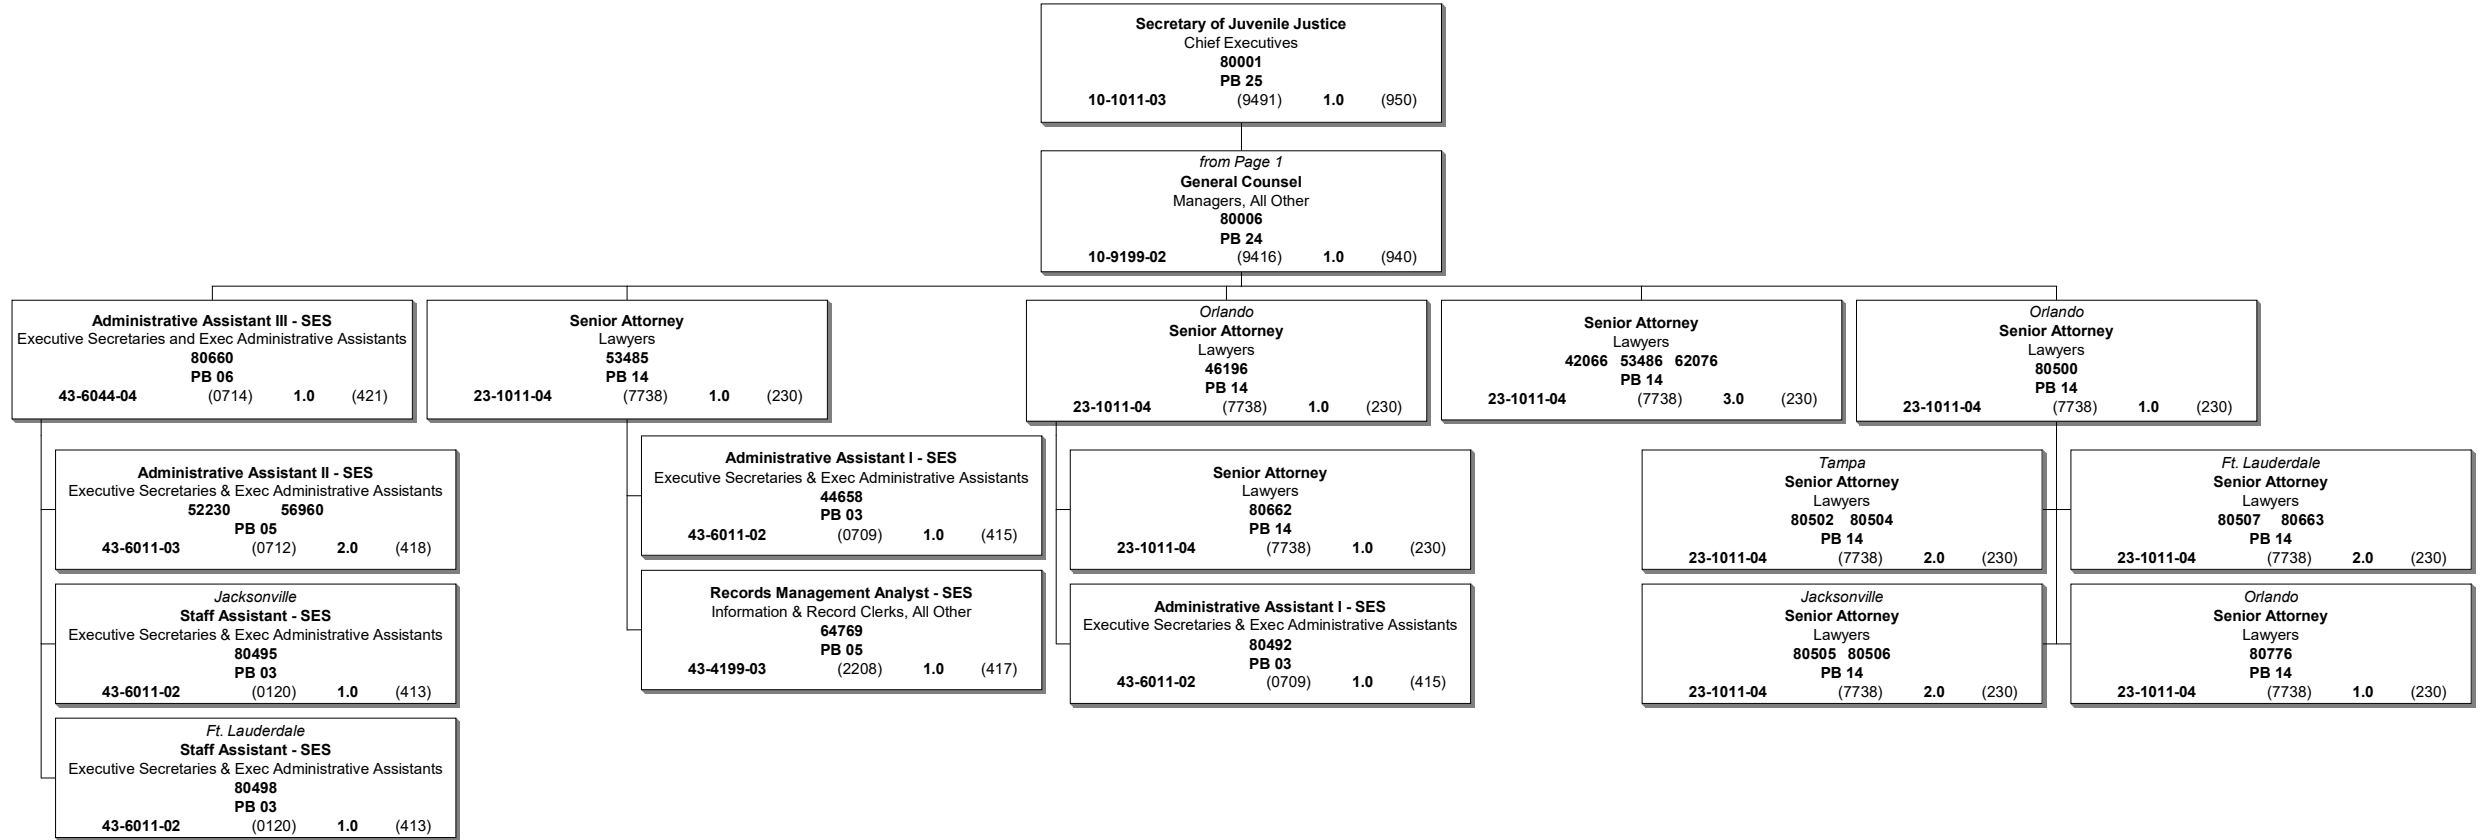 Secretary of Juvenile Justice
Chief Executives
80001
PB 25
10-1011-03 (9491) 1.0 (950)
from Page 1
General Counsel
Managers, All Other
80006
PB 24
10-9199-02 (9416) 1.0 (940)
Administrative Assistant III - SES
Executive Secretaries and Exec Administrative Assistants
80660
PB 06
43-6044-04 (0714) 1.0 (421)
Senior Attorney
Lawyers
53485
PB 14
23-1011-04 (7738) 1.0 (230)
Orlando
Senior Attorney
Lawyers
46196
PB 14
23-1011-04 (7738) 1.0 (230)
Senior Attorney
Lawyers
42066 53486 62076
PB 14
23-1011-04 (7738) 3.0 (230)
Orlando
Senior Attorney
Lawyers
80500
PB 14
23-1011-04 (7738) 1.0 (230)
Administrative Assistant II - SES
Executive Secretaries & Exec Administrative Assistants
52230 56960
PB 05
43-6011-03 (0712) 2.0 (418)
Jacksonville
Staff Assistant - SES
Executive Secretaries & Exec Administrative Assistants
80495
PB 03
43-6011-02 (0120) 1.0 (413)
Ft. Lauderdale
Staff Assistant - SES
Executive Secretaries & Exec Administrative Assistants
80498
PB 03
43-6011-02 (0120) 1.0 (413)
Administrative Assistant I - SES
Executive Secretaries & Exec Administrative Assistants
44658
PB 03
43-6011-02 (0709) 1.0 (415)
Records Management Analyst - SES
Information & Record Clerks, All Other
64769
PB 05
43-4199-03 (2208) 1.0 (417)
Senior Attorney
Lawyers
80662
PB 14
23-1011-04 (7738) 1.0 (230)
Administrative Assistant I - SES
Executive Secretaries & Exec Administrative Assistants
80492
PB 03
43-6011-02 (0709) 1.0 (415)
Tampa
Senior Attorney
Lawyers
80502 80504
PB 14
23-1011-04 (7738) 2.0 (230)
Ft. Lauderdale
Senior Attorney
Lawyers
80507 80663
PB 14
23-1011-04 (7738) 2.0 (230)
Jacksonville
Senior Attorney
Lawyers
80505 80506
PB 14
23-1011-04 (7738) 2.0 (230)
Orlando
Senior Attorney
Lawyers
80776
PB 14
23-1011-04 (7738) 1.0 (230)